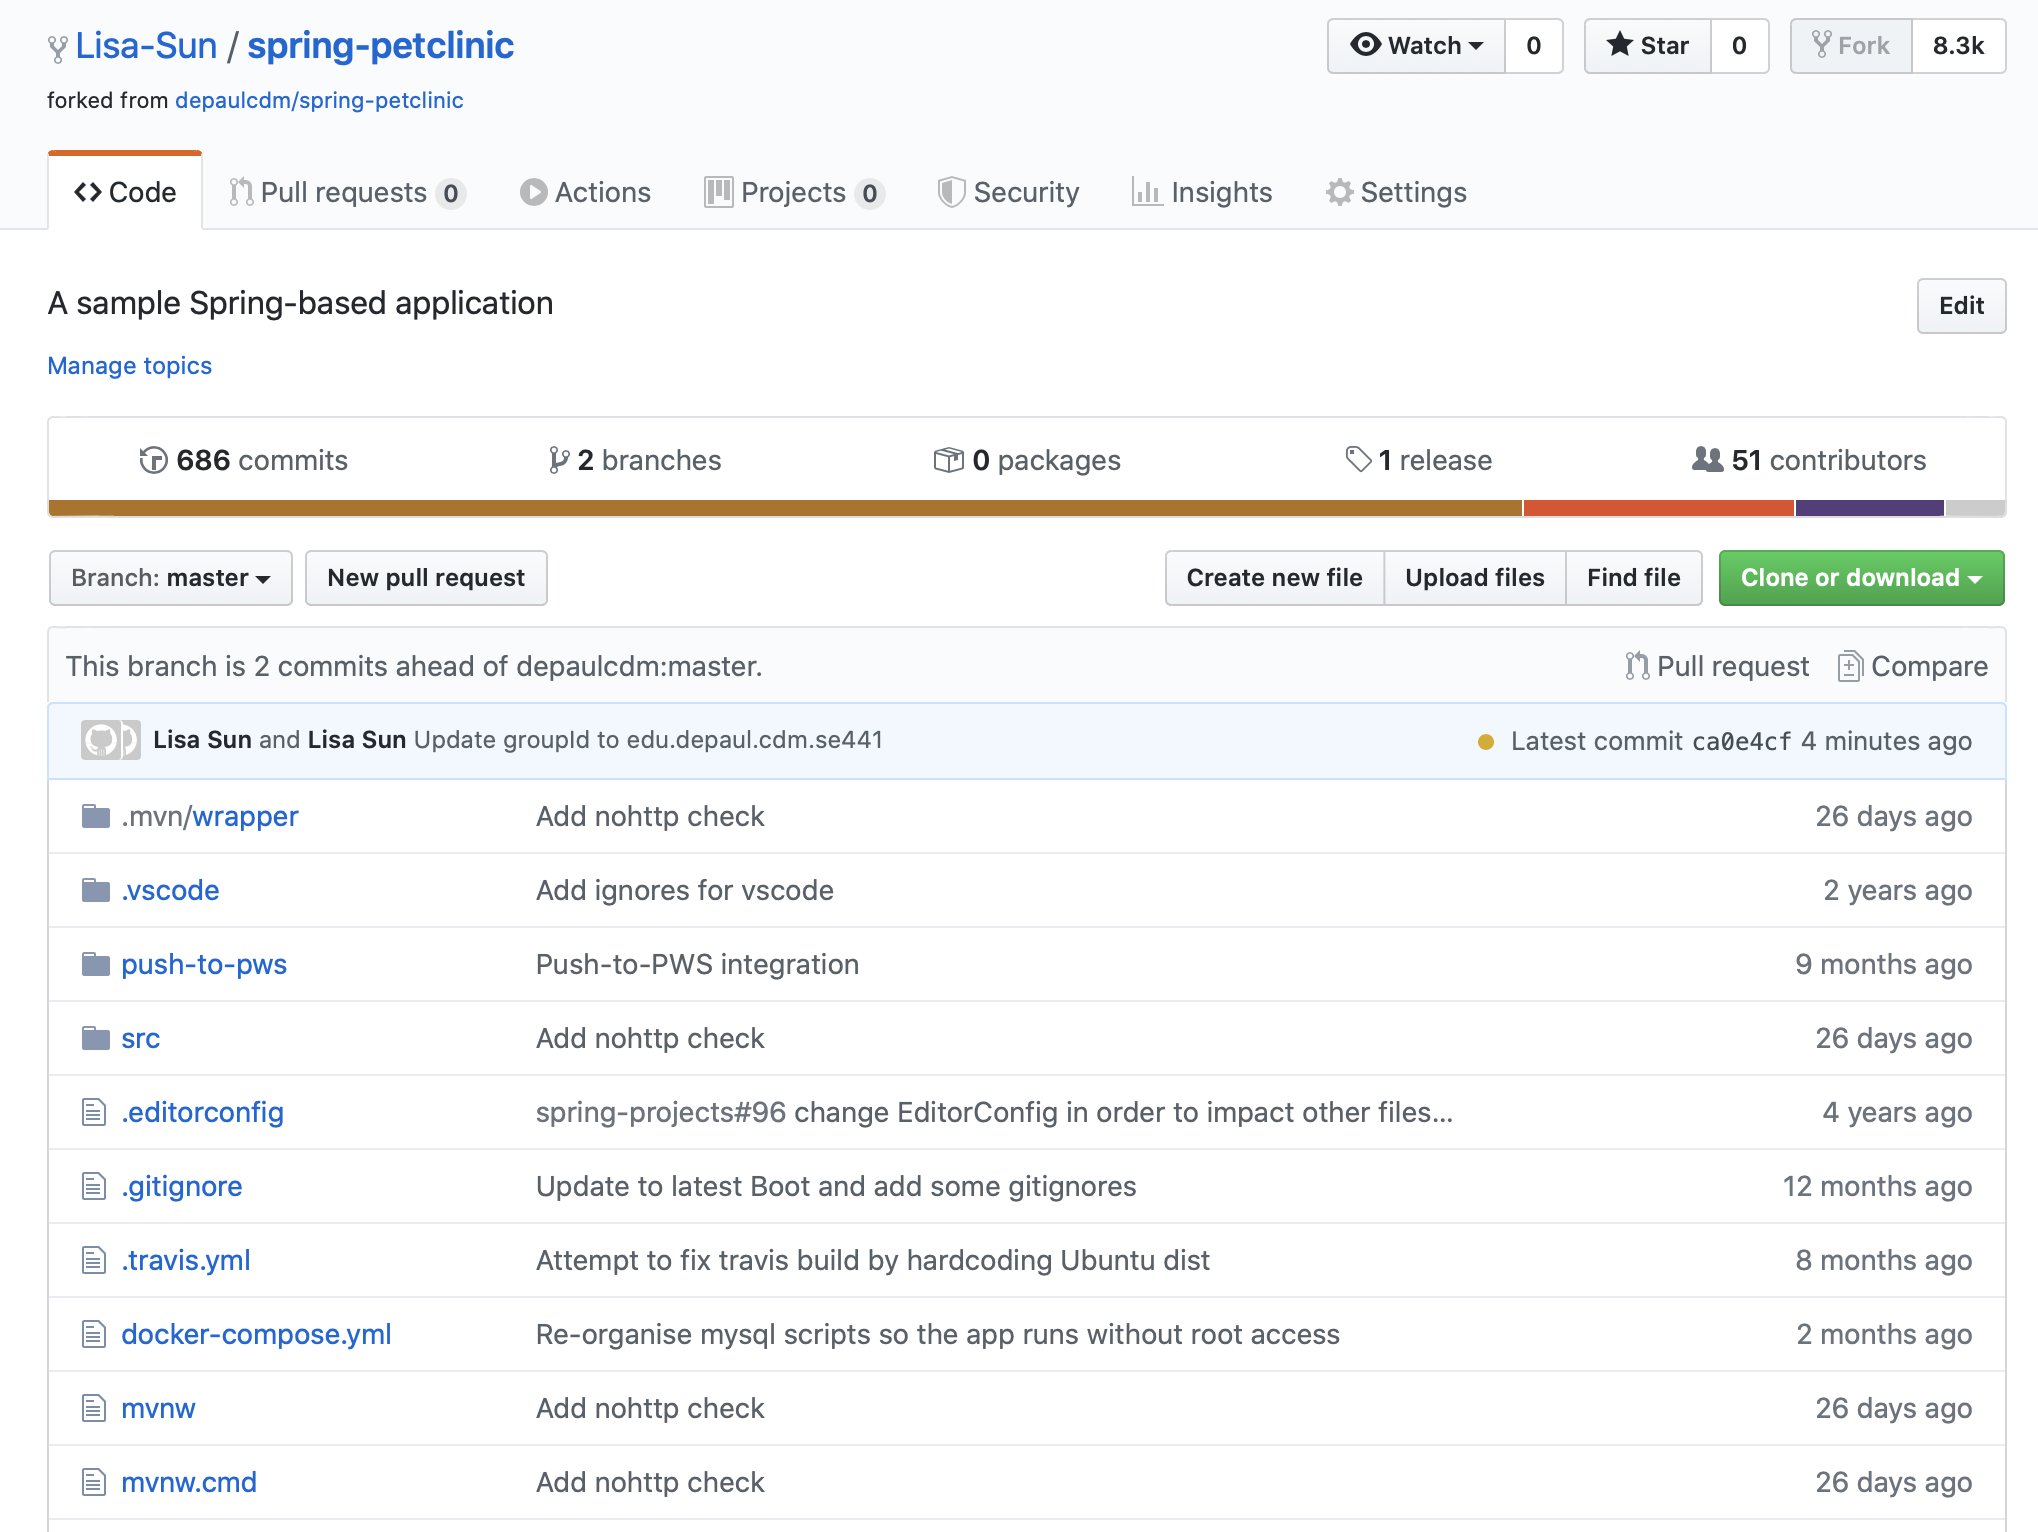 Lisa-Sun / spring-petclinic
Watch 0 Star 0 Fork 8.3k
forked from depaulcdm/spring-petclinic
Code Pull requests 0 Actions Projects 0 Security Insights Settings
A sample Spring-based application
Edit
Manage topics
686 commits 2 branches 0 packages 1 release 51 contributors
Branch: master New pull request Create new file Upload files Find file Clone or download
This branch is 2 commits ahead of depaulcdm:master. Pull request Compare
Lisa Sun and Lisa Sun Update groupId to edu.depaul.cdm.se441 Latest commit ca0e4cf 4 minutes ago
.mvn/wrapper Add nohttp check 26 days ago
.vscode Add ignores for vscode 2 years ago
push-to-pws Push-to-PWS integration 9 months ago
src Add nohttp check 26 days ago
.editorconfig spring-projects#96 change EditorConfig in order to impact other files... 4 years ago
.gitignore Update to latest Boot and add some gitignores 12 months ago
.travis.yml Attempt to fix travis build by hardcoding Ubuntu dist 8 months ago
docker-compose.yml Re-organise mysql scripts so the app runs without root access 2 months ago
mvnw Add nohttp check 26 days ago
mvnw.cmd Add nohttp check 26 days ago